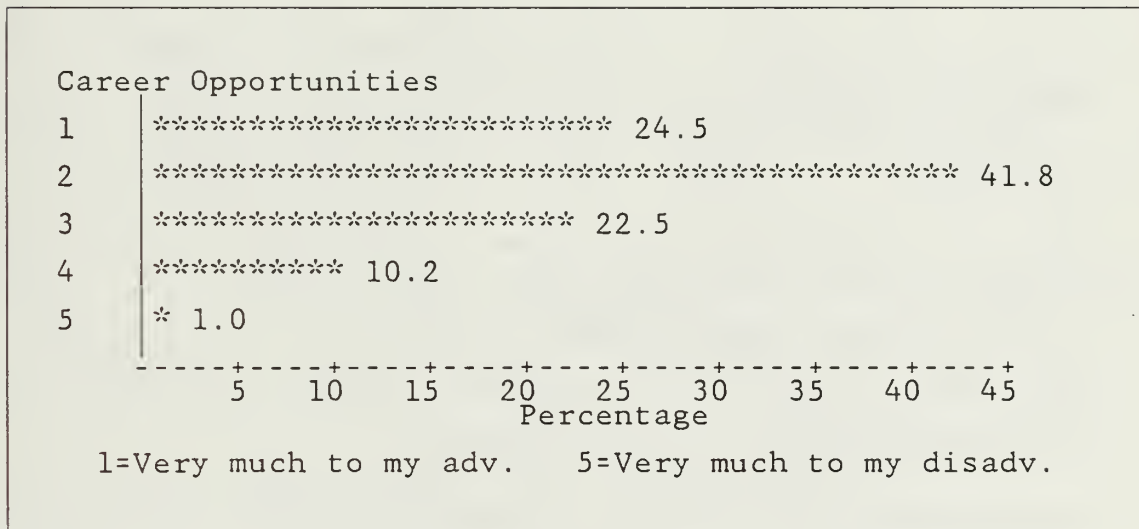 Career Opportunities
1 ************************ 24.5
2 ****************************************** 41.8
3 ********************** 22.5
4 ********** 10.2
5 * 1.0
-----+----+----+----+----+----+----+----+----+
5 10 15 20 25 30 35 40 45
Percentage
1=Very much to my adv. 5=Very much to my disadv.